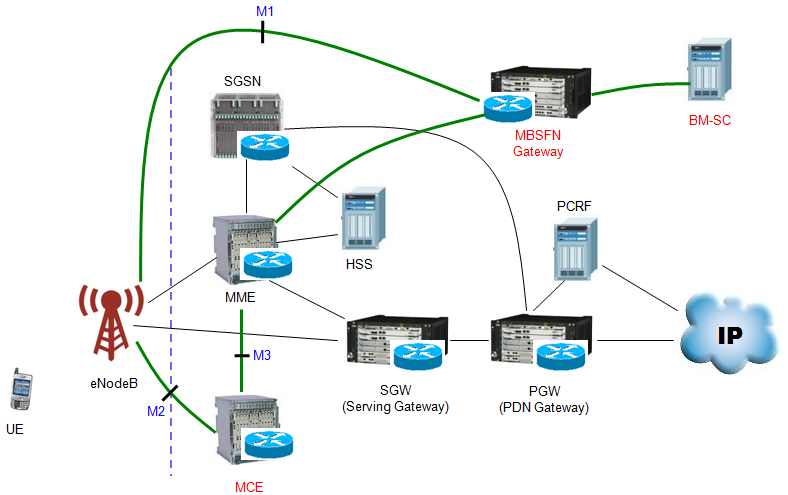 M1
SGSN
MBSFN
Gateway
BM-SC
PCRF
HSS
MME
IP
M3
eNodeB
SGW
(Serving Gateway)
PGW
(PDN Gateway)
M2
UE
MCE